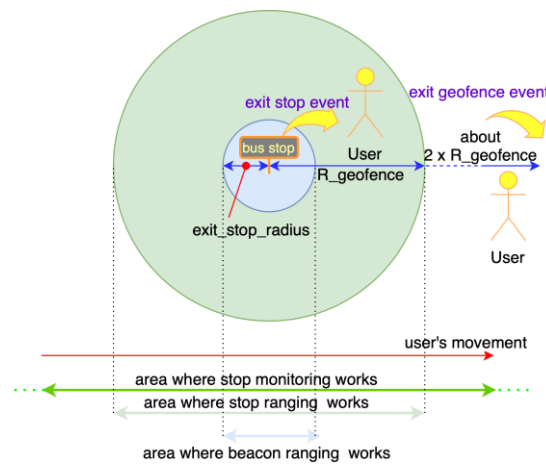 exit stop event
exit geofence event
bus stop
about
User
2 x R_geofence
R_geofence
exit_stop_radius
User
user's movement
area where stop monitoring works
area where stop ranging works
area where beacon ranging works